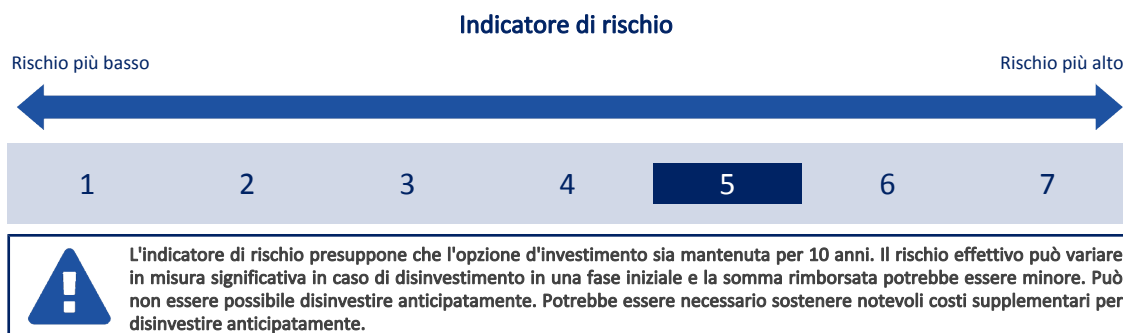 Indicatore di rischio
Rischio più basso Rischio più alto
1 2 3 4 5 6 7
L'indicatore di rischio presuppone che l'opzione d'investimento sia mantenuta per 10 anni. Il rischio effettivo può variare
in misura significativa in caso di disinvestimento in una fase iniziale e la somma rimborsata potrebbe essere minore. Può
non essere possibile disinvestire anticipatamente. Potrebbe essere necessario sostenere notevoli costi supplementari per
disinvestire anticipatamente.